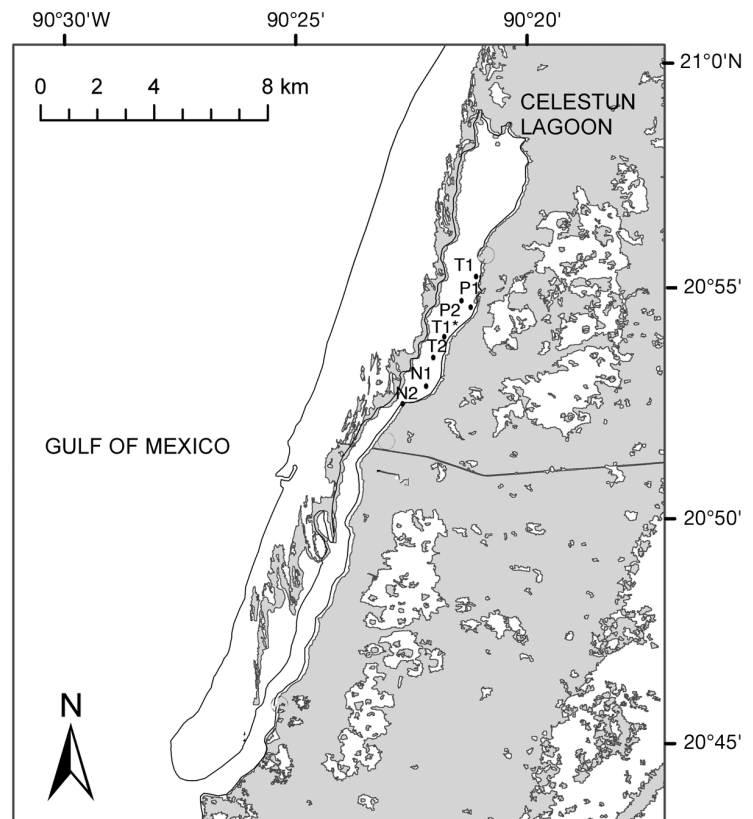 90°30'W 90°25' 90°20'
21°0'N
0 2 4 8 km
CELESTUN
LAGOON
T1
20°55'
P1
P2
T1*
T2
N1
N2
GULF OF MEXICO
20°50'
N
20°45'